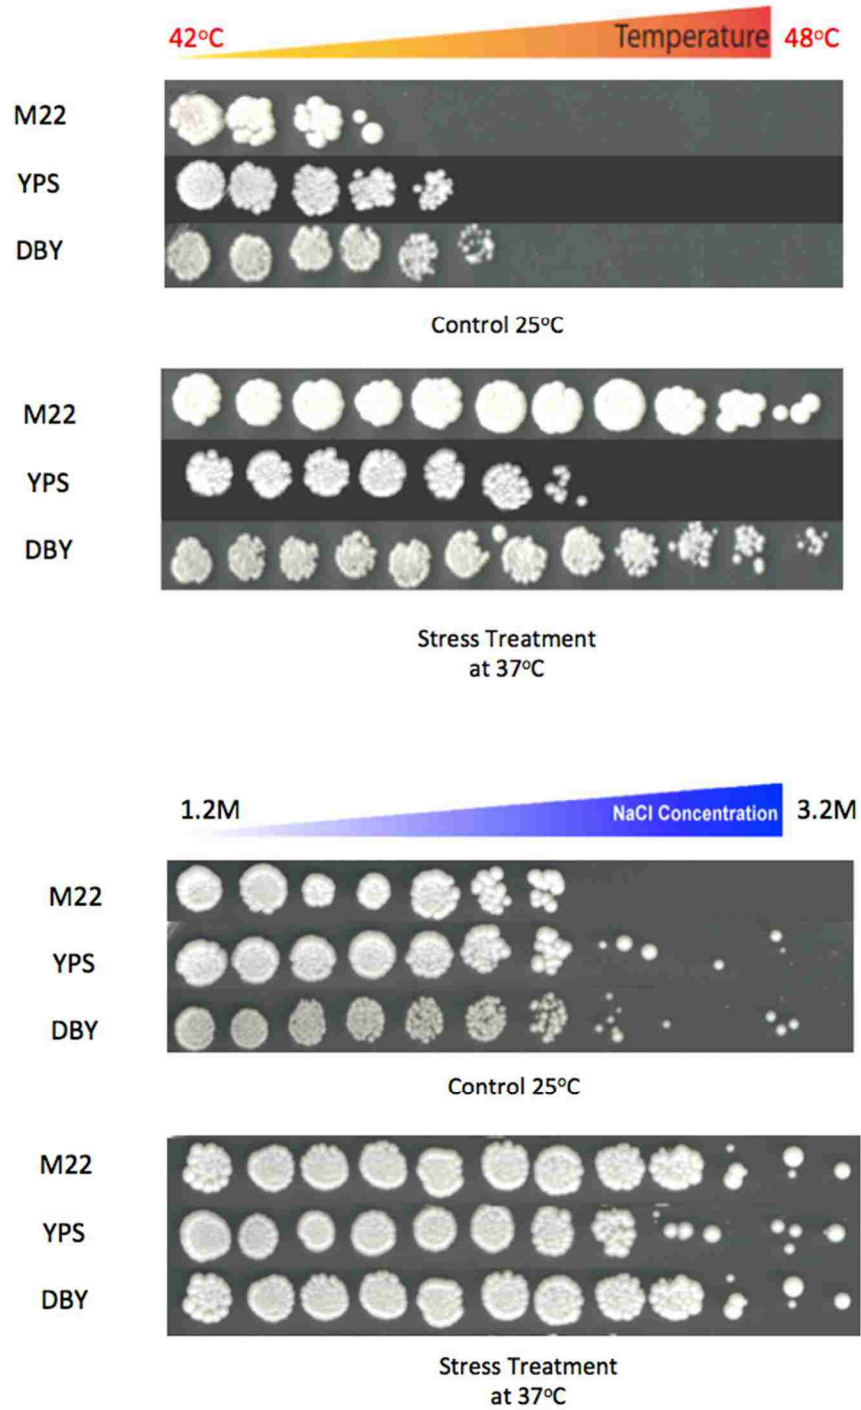 42°C Temperature 48°C
M22
YPS
DBY
Control 25°C
M22
YPS
DBY
Stress Treatment
at 37°C
1.2M NaCl Concentration 3.2M
M22
YPS
DBY
Control 25°C
M22
YPS
DBY
Stress Treatment
at 37°C